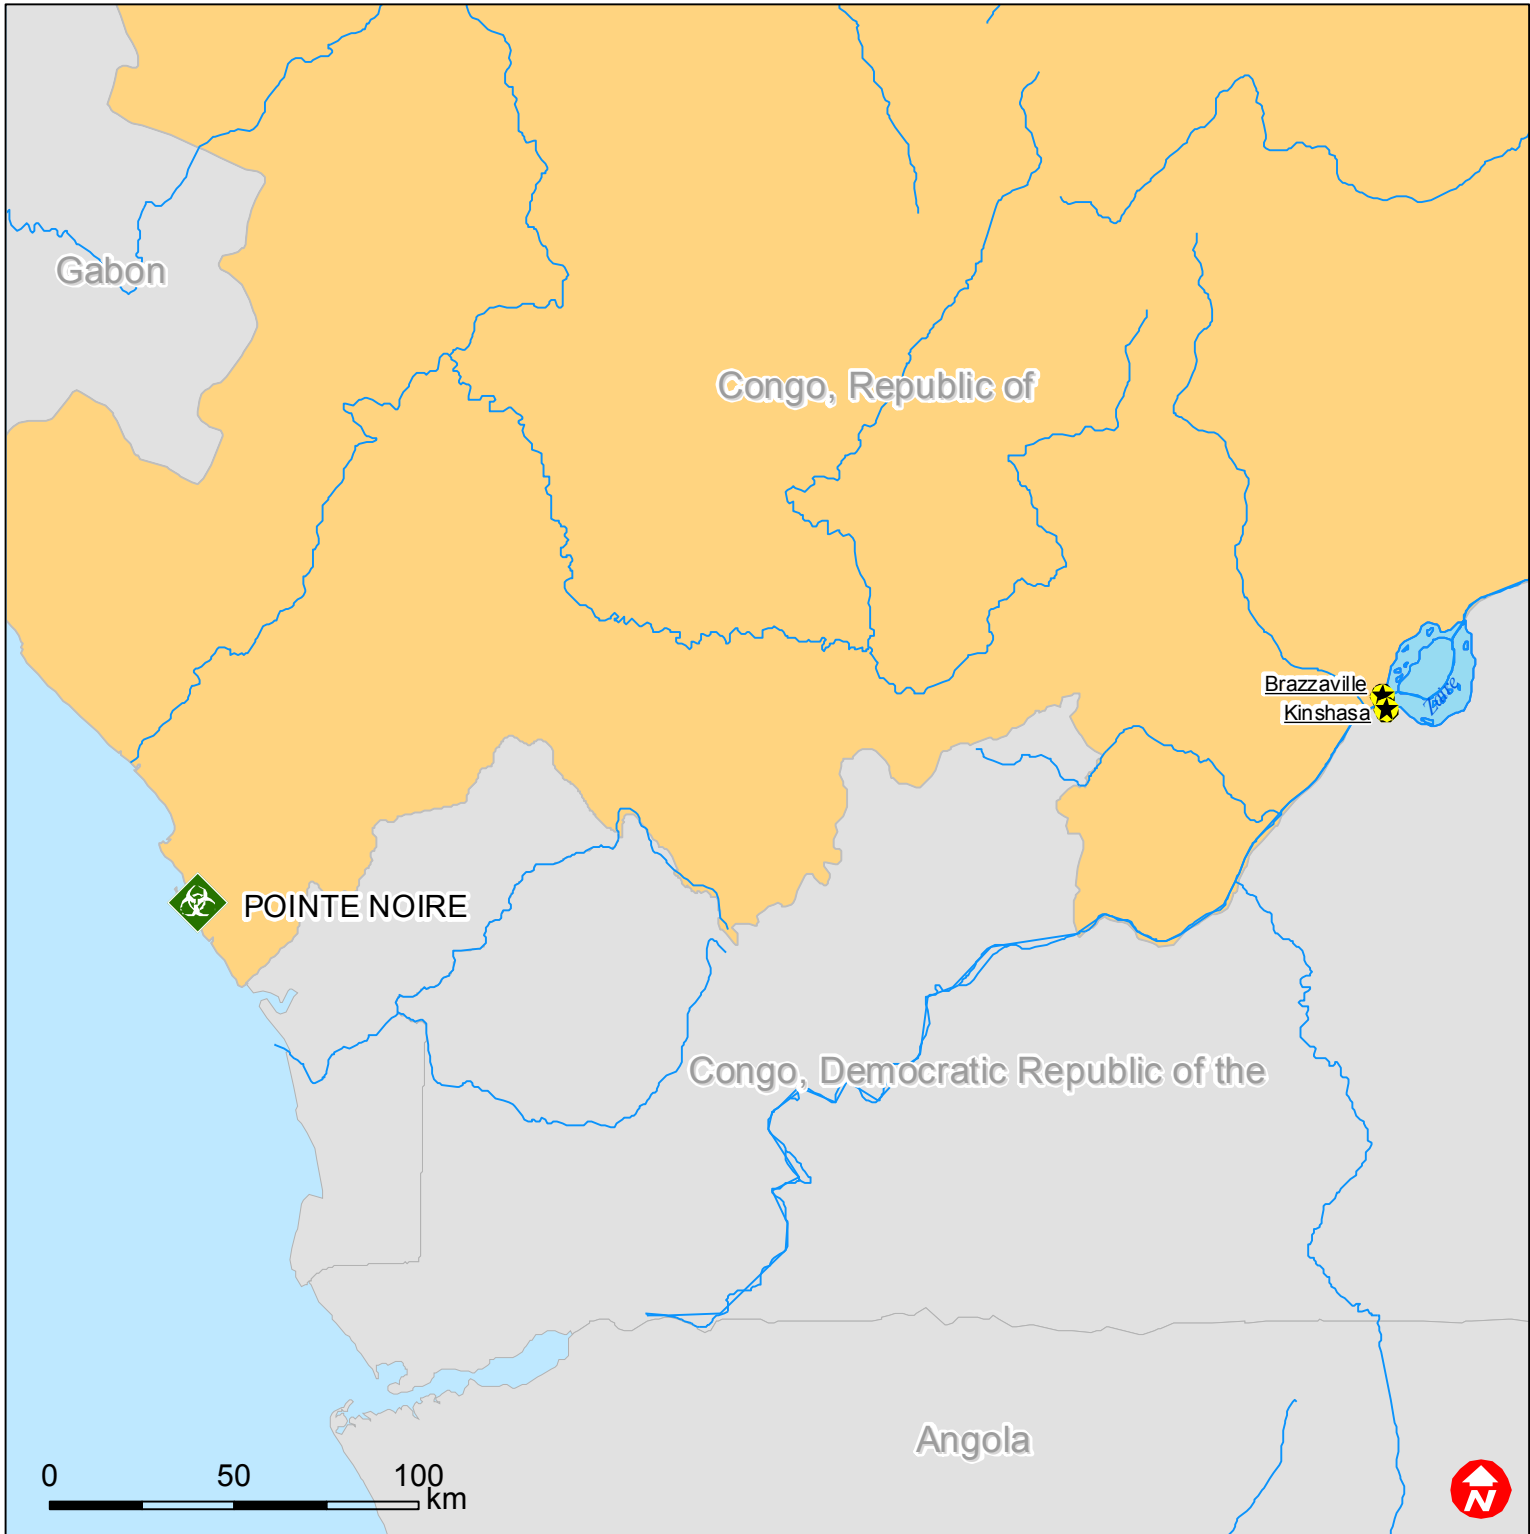 Gabon
Congo, Republic of
Brazzaville
Kinshasa
POINTE NOIRE
Congo, Democratic Republic of the
Angola
0 50 100
km
N